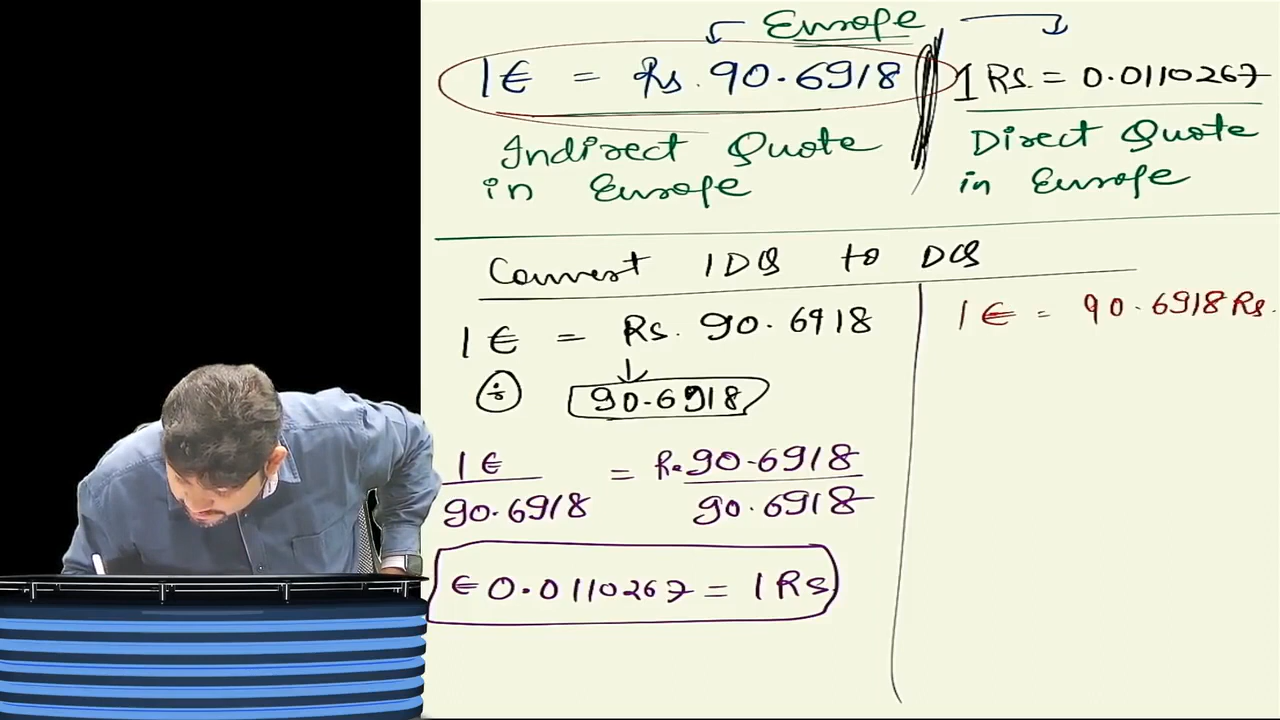 Europe
1€ = Rs. 90.6918
1 Rs. = 0.0110267
Indirect Quote
in Europe
Direct Quote
in Europe
Convert IDQ to DQ
1€ = Rs. 90.6918
÷ 90.6918
1€ / 90.6918 = Rs. 90.6918 / 90.6918
€ 0.0110267 = 1 Rs
1€ = 90.6918 Rs.